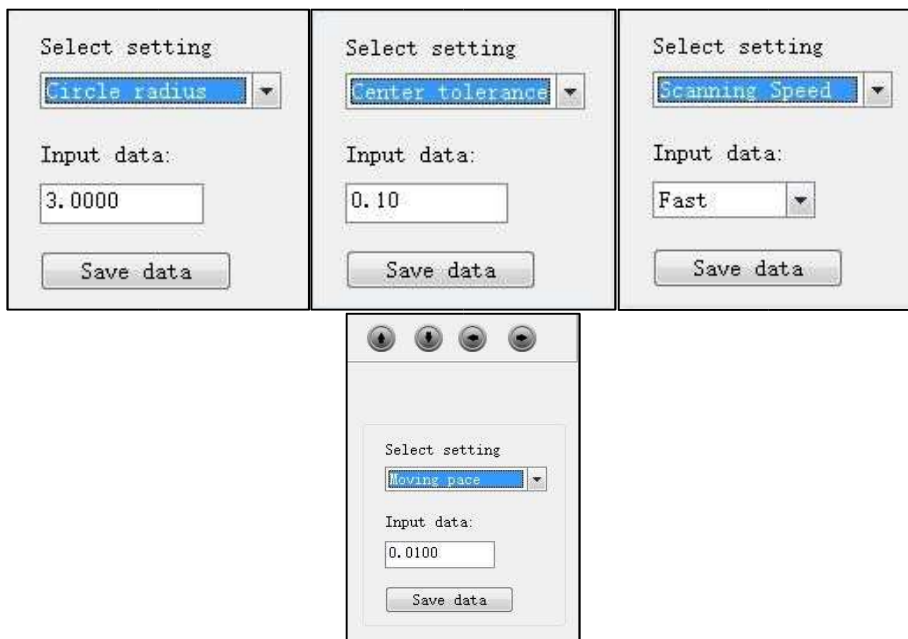 Select setting
Circle radius
Input data:
3.0000
Save data
Select setting
Center tolerance
Input data:
0.10
Save data
Select setting
Scanning Speed
Input data:
Fast
Save data
Select setting
Moving pace
Input data:
0.0100
Save data